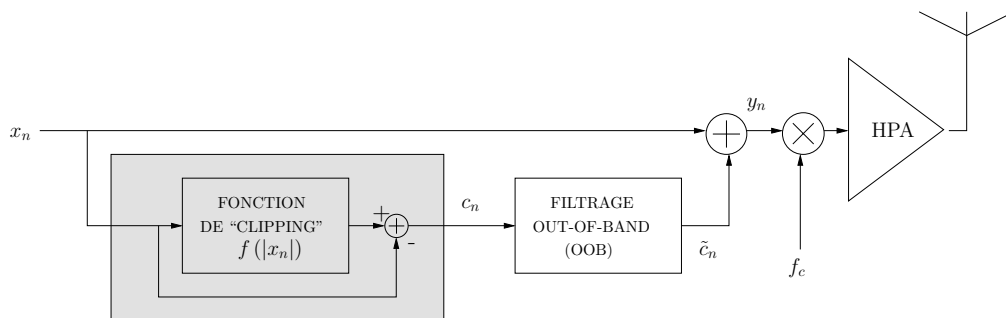 x_n
FONCTION
DE “CLIPPING”
f (|x_n|)
+
-
c_n
FILTRAGE
OUT-OF-BAND
(OOB)
c̃_n
y_n
f_c
HPA